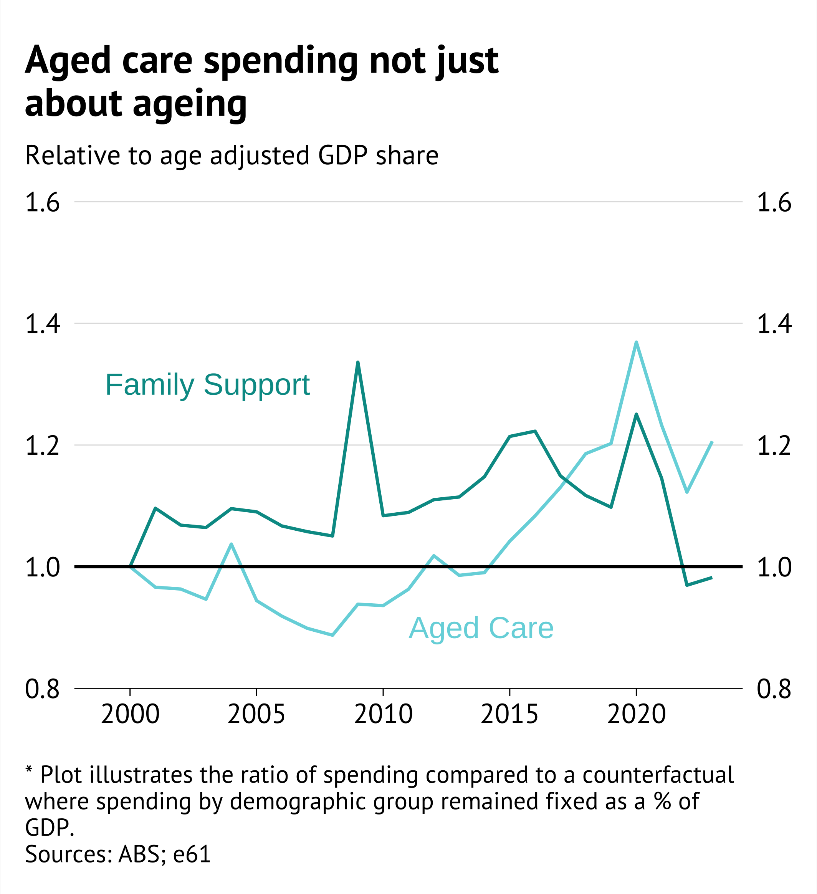 Aged care spending not just
about ageing
Relative to age adjusted GDP share
1.6 1.6
1.4 1.4
Family Support
1.2 1.2
1.0 1.0
Aged Care
0.8 0.8
2000 2005 2010 2015 2020
* Plot illustrates the ratio of spending compared to a counterfactual
where spending by demographic group remained fixed as a % of
GDP.
Sources: ABS; e61